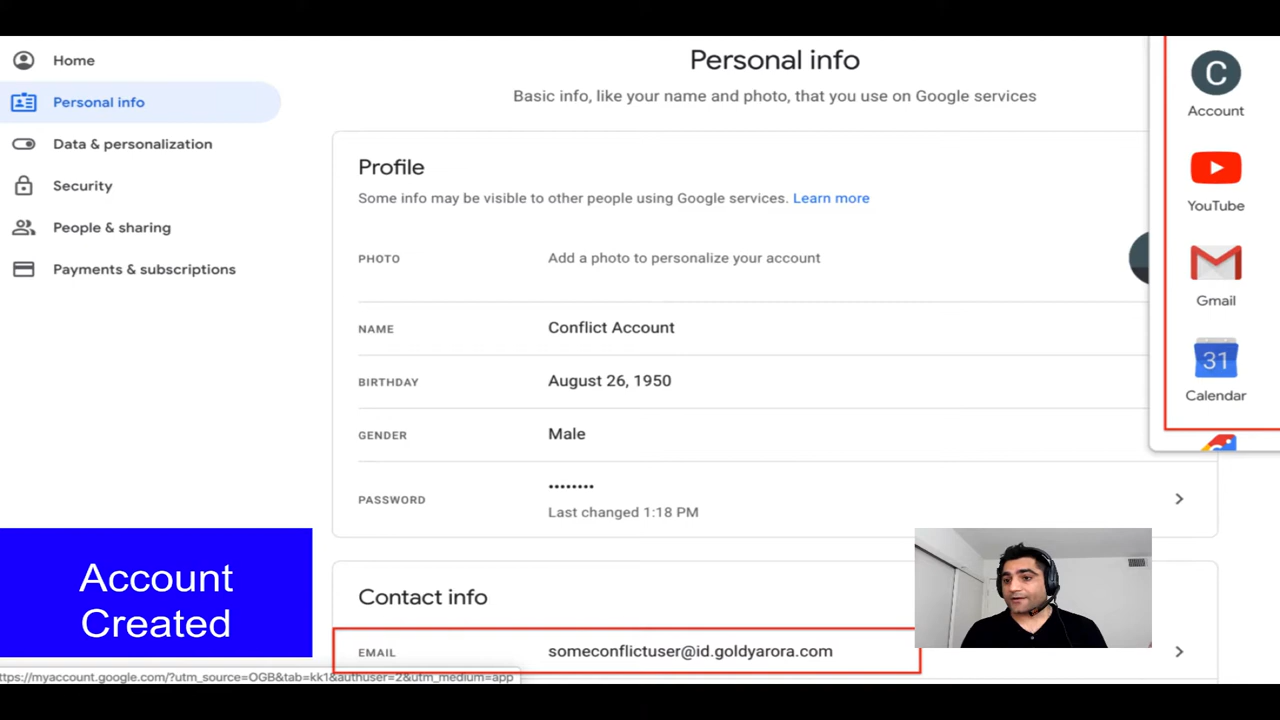 Home
Personal info
Data & personalization
Security
People & sharing
Payments & subscriptions
Personal info
Basic info, like your name and photo, that you use on Google services
Profile
Some info may be visible to other people using Google services. Learn more
PHOTO
Add a photo to personalize your account
NAME
Conflict Account
BIRTHDAY
August 26, 1950
GENDER
Male
PASSWORD
••••••••
Last changed 1:18 PM
Contact info
EMAIL
someconflictuser@id.goldyarora.com
C
Account
YouTube
Gmail
31
Calendar
Account
Created
ttps://myaccount.google.com/?utm_source=OGB&tab=kk1&authuser=2&utm_medium=app